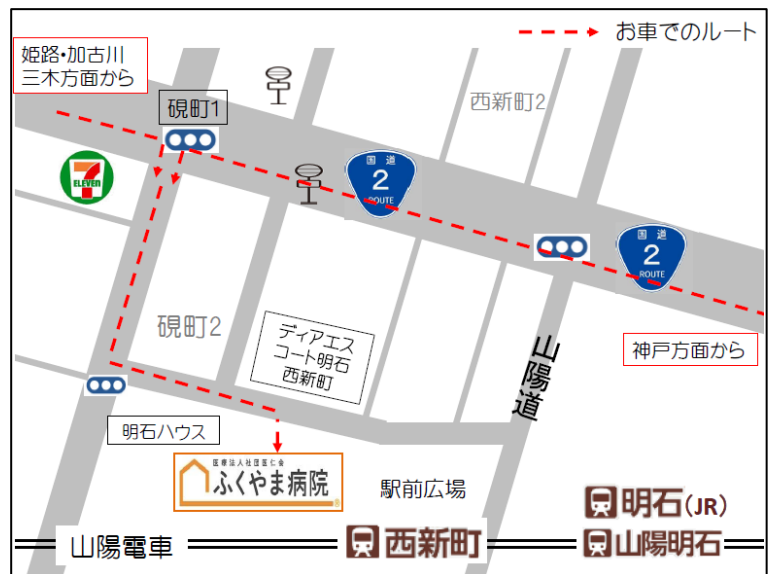 お車でのルート
姫路・加古川
三木方面から
硯町1
西新町2
7
ELEVEN
国道
2
ROUTE
国道
2
ROUTE
硯町2
ディアエス
コート明石
西新町
山陽道
神戸方面から
明石ハウス
医療法人社団医仁会
ふくやま病院
駅前広場
明石(JR)
山陽電車
西新町
山陽明石